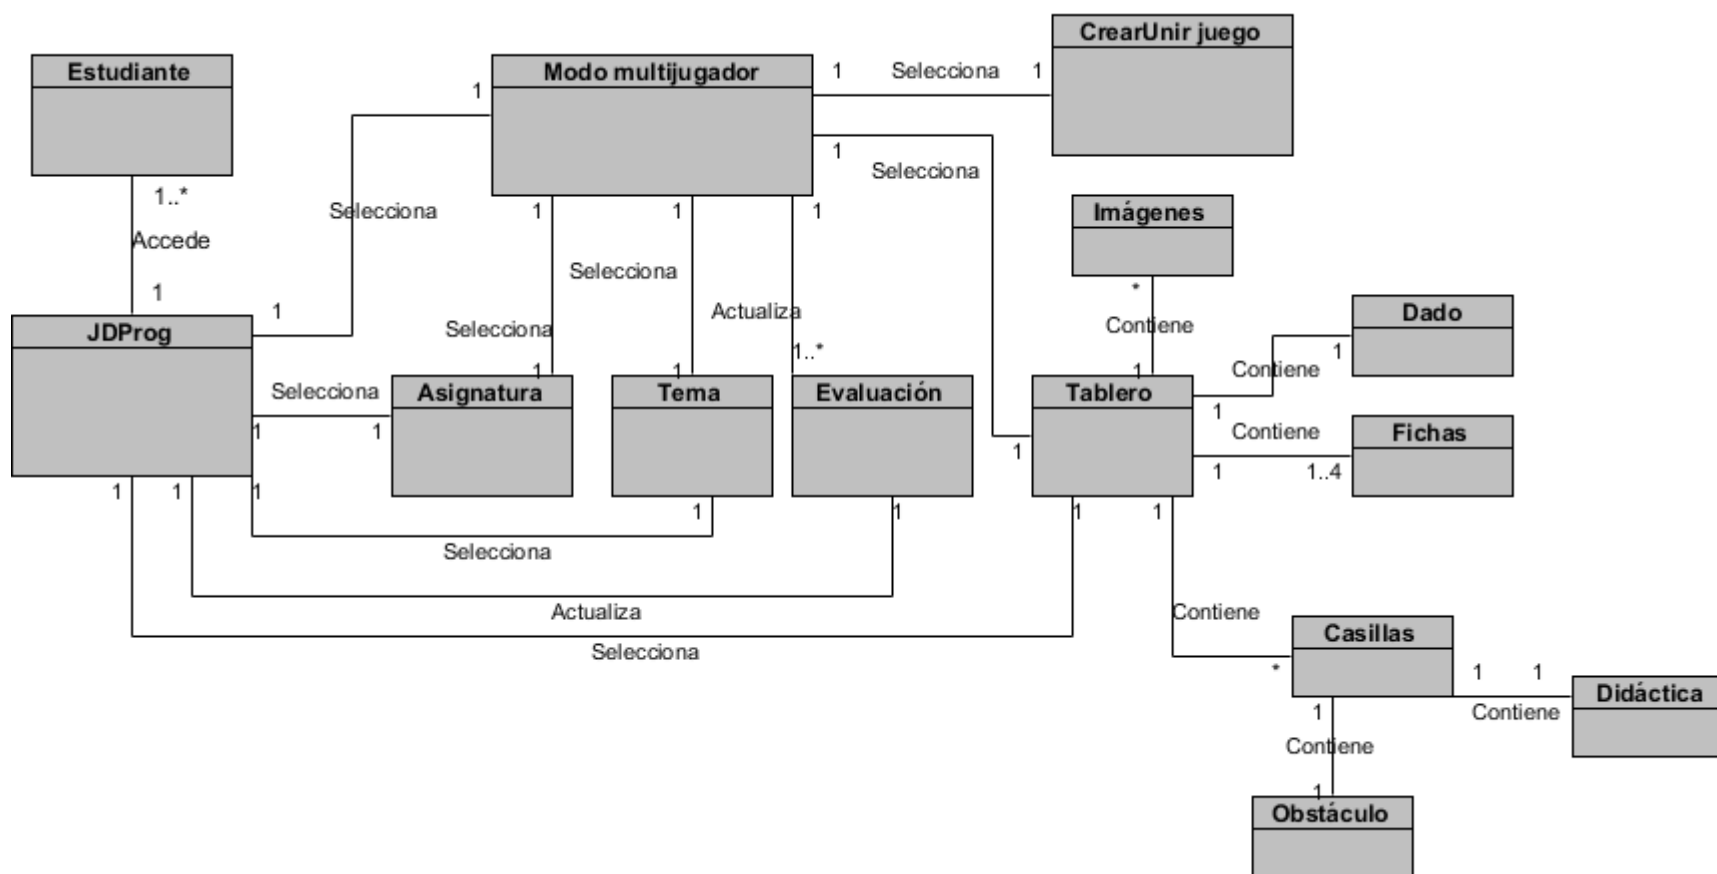 CrearUnir juego
Estudiante
Modo multijugador
1 Selecciona 1
1
1
Selecciona
1..*
Selecciona
1 1 1
Imágenes
Accede
Selecciona
*
1
1
Actualiza
Contiene
Dado
JDProg
Selecciona
1..*
1
Contiene
1
1
1
Selecciona
Asignatura
Tema
Evaluación
Tablero
1
1 1
Contiene
Fichas
1
1
1..4
1 1 1
1
1
1 1
Selecciona
Actualiza
Contiene
Selecciona
Casillas
*
1 1
Didáctica
1
Contiene
Contiene
1
Obstáculo